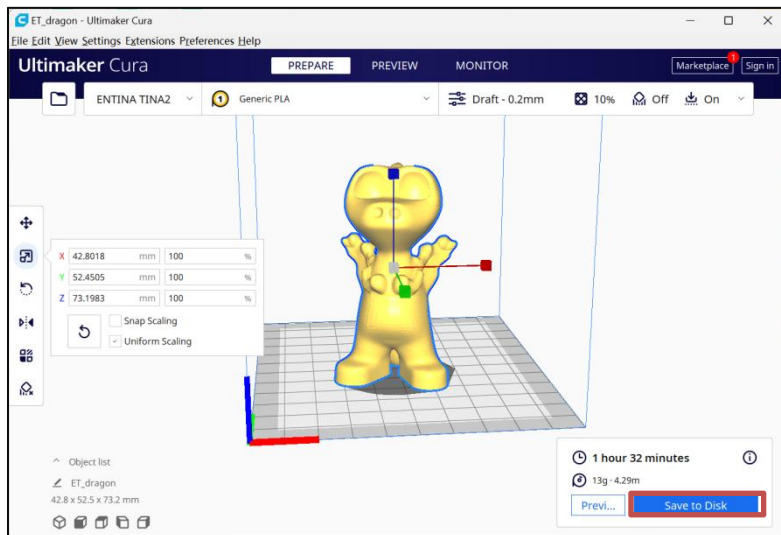 ET_dragon - Ultimaker Cura
File Edit View Settings Extensions Preferences Help
Ultimaker Cura PREPARE PREVIEW MONITOR Marketplace 1 Sign in
ENTINA TINA2 1 Generic PLA Draft - 0.2mm 10% Off On
X 42.8018 mm 100 %
Y 52.4505 mm 100 %
Z 73.1983 mm 100 %
Snap Scaling
Uniform Scaling
Object list
ET_dragon
42.8 x 52.5 x 73.2 mm
1 hour 32 minutes
13g · 4.29m
Previ... Save to Disk